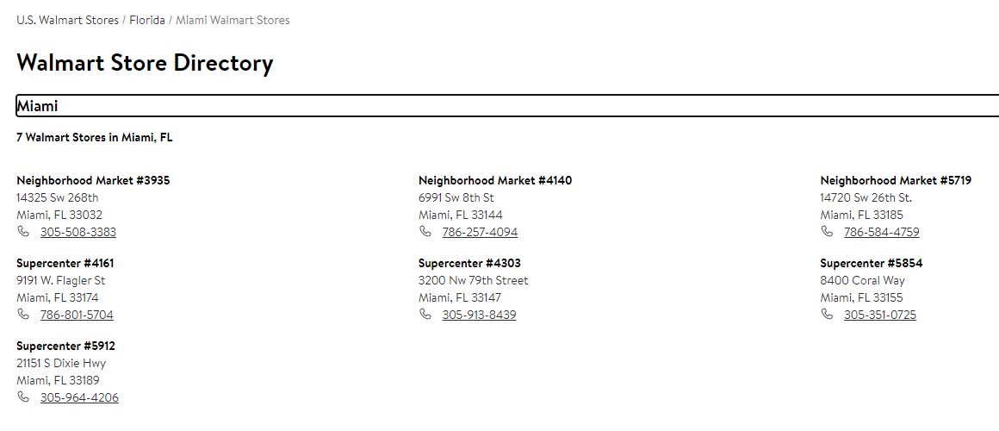 U.S. Walmart Stores / Florida / Miami Walmart Stores
Walmart Store Directory
Miami
7 Walmart Stores in Miami, FL
Neighborhood Market #3935
14325 Sw 268th
Miami, FL 33032
305-508-3383
Neighborhood Market #4140
6991 Sw 8th St
Miami, FL 33144
786-257-4094
Neighborhood Market #5719
14720 Sw 26th St.
Miami, FL 33185
786-584-4759
Supercenter #4161
9191 W. Flagler St
Miami, FL 33174
786-801-5704
Supercenter #4303
3200 Nw 79th Street
Miami, FL 33147
305-913-8439
Supercenter #5854
8400 Coral Way
Miami, FL 33155
305-351-0725
Supercenter #5912
21151 S Dixie Hwy
Miami, FL 33189
305-964-4206